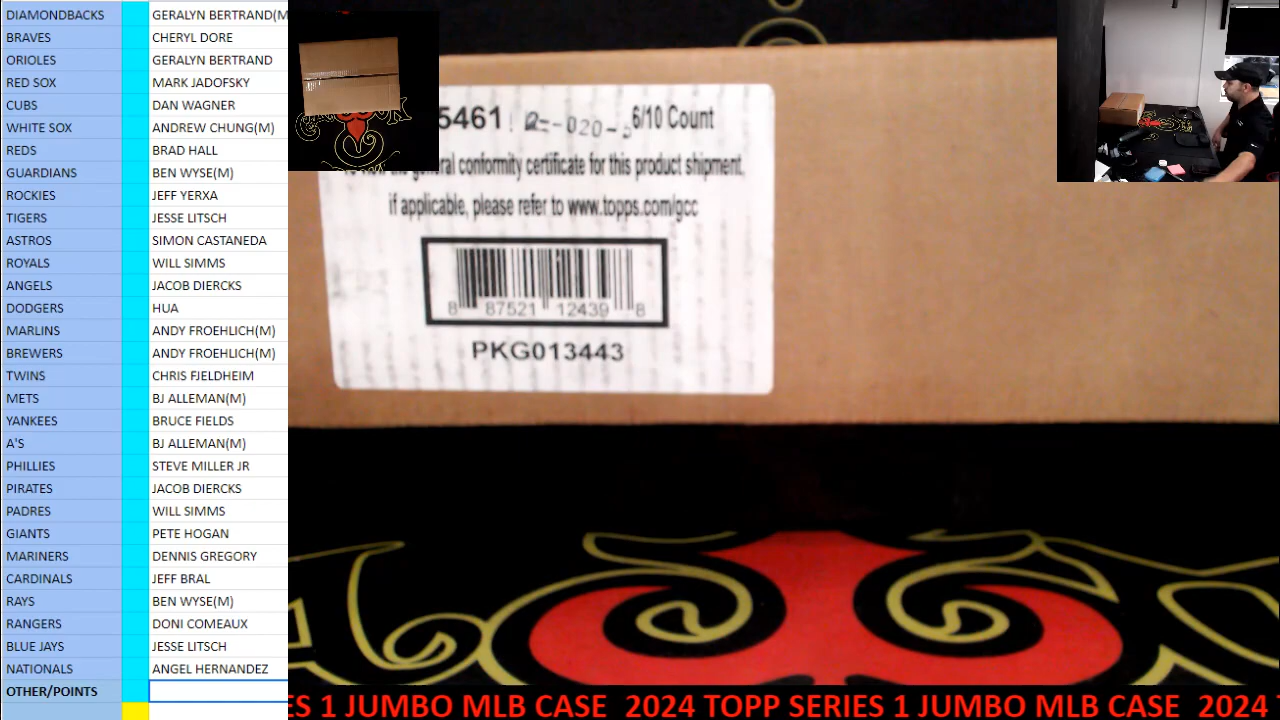 DIAMONDBACKS GERALYN BERTRAND(M
BRAVES CHERYL DORE
ORIOLES GERALYN BERTRAND
RED SOX MARK JADOFSKY
CUBS DAN WAGNER
WHITE SOX ANDREW CHUNG(M)
REDS BRAD HALL
GUARDIANS BEN WYSE(M)
ROCKIES JEFF YERXA
TIGERS JESSE LITSCH
ASTROS SIMON CASTANEDA
ROYALS WILL SIMMS
ANGELS JACOB DIERCKS
DODGERS HUA
MARLINS ANDY FROEHLICH(M)
BREWERS ANDY FROEHLICH(M)
TWINS CHRIS FJELDHEIM
METS BJ ALLEMAN(M)
YANKEES BRUCE FIELDS
A'S BJ ALLEMAN(M)
PHILLIES STEVE MILLER JR
PIRATES JACOB DIERCKS
PADRES WILL SIMMS
GIANTS PETE HOGAN
MARINERS DENNIS GREGORY
CARDINALS JEFF BRAL
RAYS BEN WYSE(M)
RANGERS DONI COMEAUX
BLUE JAYS JESSE LITSCH
NATIONALS ANGEL HERNANDEZ
OTHER/POINTS
5461 6/10 Count
conformity certificate for this product shipment,
if applicable, please refer to www.topps.com/gcc
8 87521 12439 8
PKG013443
ES 1 JUMBO MLB CASE 2024 TOPP SERIES 1 JUMBO MLB CASE 2024